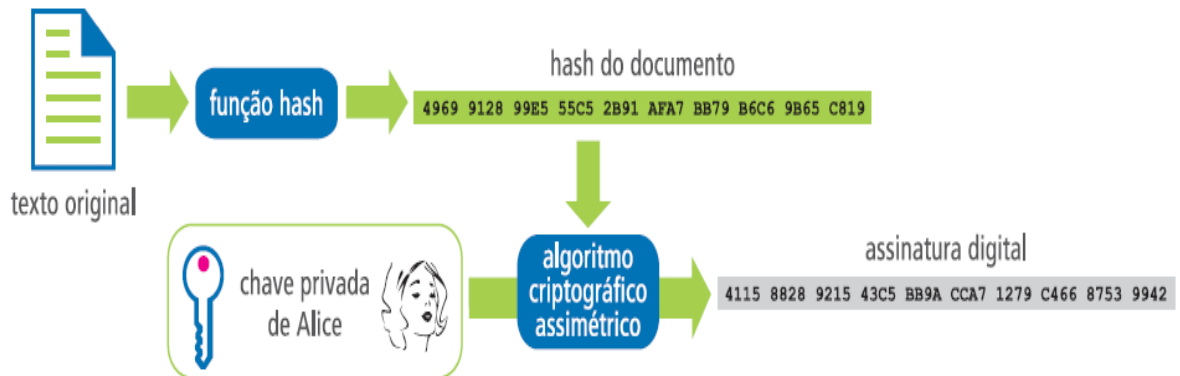 hash do documento
função hash
4969 9128 99E5 55C5 2B91 AFA7 BB79 B6C6 9B65 C819
texto original
chave privada
de Alice
algoritmo
criptográfico
assimétrico
assinatura digital
4115 8828 9215 43C5 BB9A CCA7 1279 C466 8753 9942